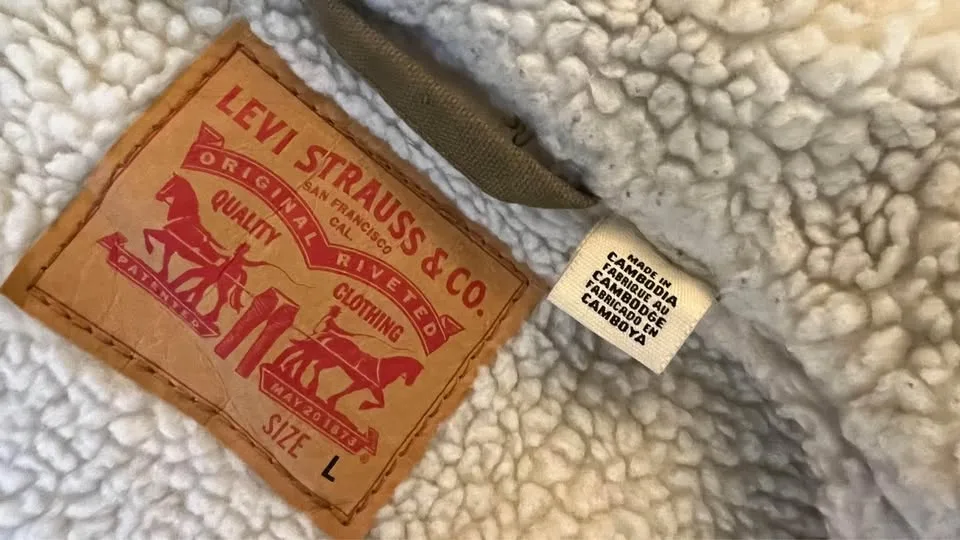 LEVI STRAUSS & CO.
SAN FRANCISCO
CAL.
ORIGINAL RIVETED
QUALITY CLOTHING
PATENTED
MAY 20 1873
SIZE
L
MADE IN
CAMBODIA
FABRIQUE AU
CAMBODGE
FABRICADO EN
CAMBOYA